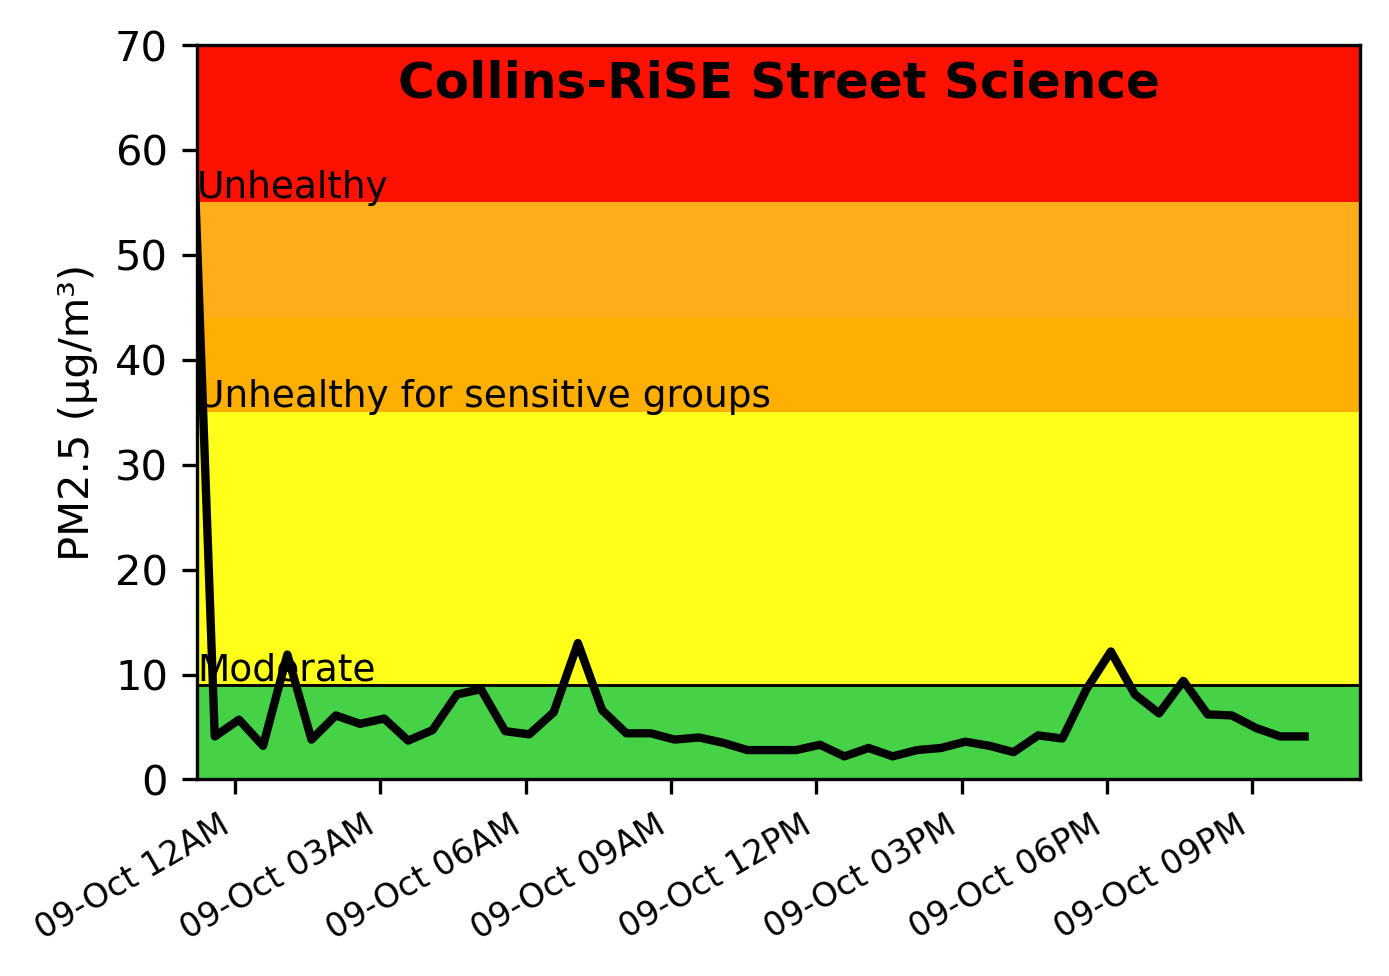 Collins-RiSE Street Science
70
60
50
40
30
20
10
0
PM2.5 (µg/m³)
Unhealthy
Unhealthy for sensitive groups
Moderate
09-Oct 12AM
09-Oct 03AM
09-Oct 06AM
09-Oct 09AM
09-Oct 12PM
09-Oct 03PM
09-Oct 06PM
09-Oct 09PM